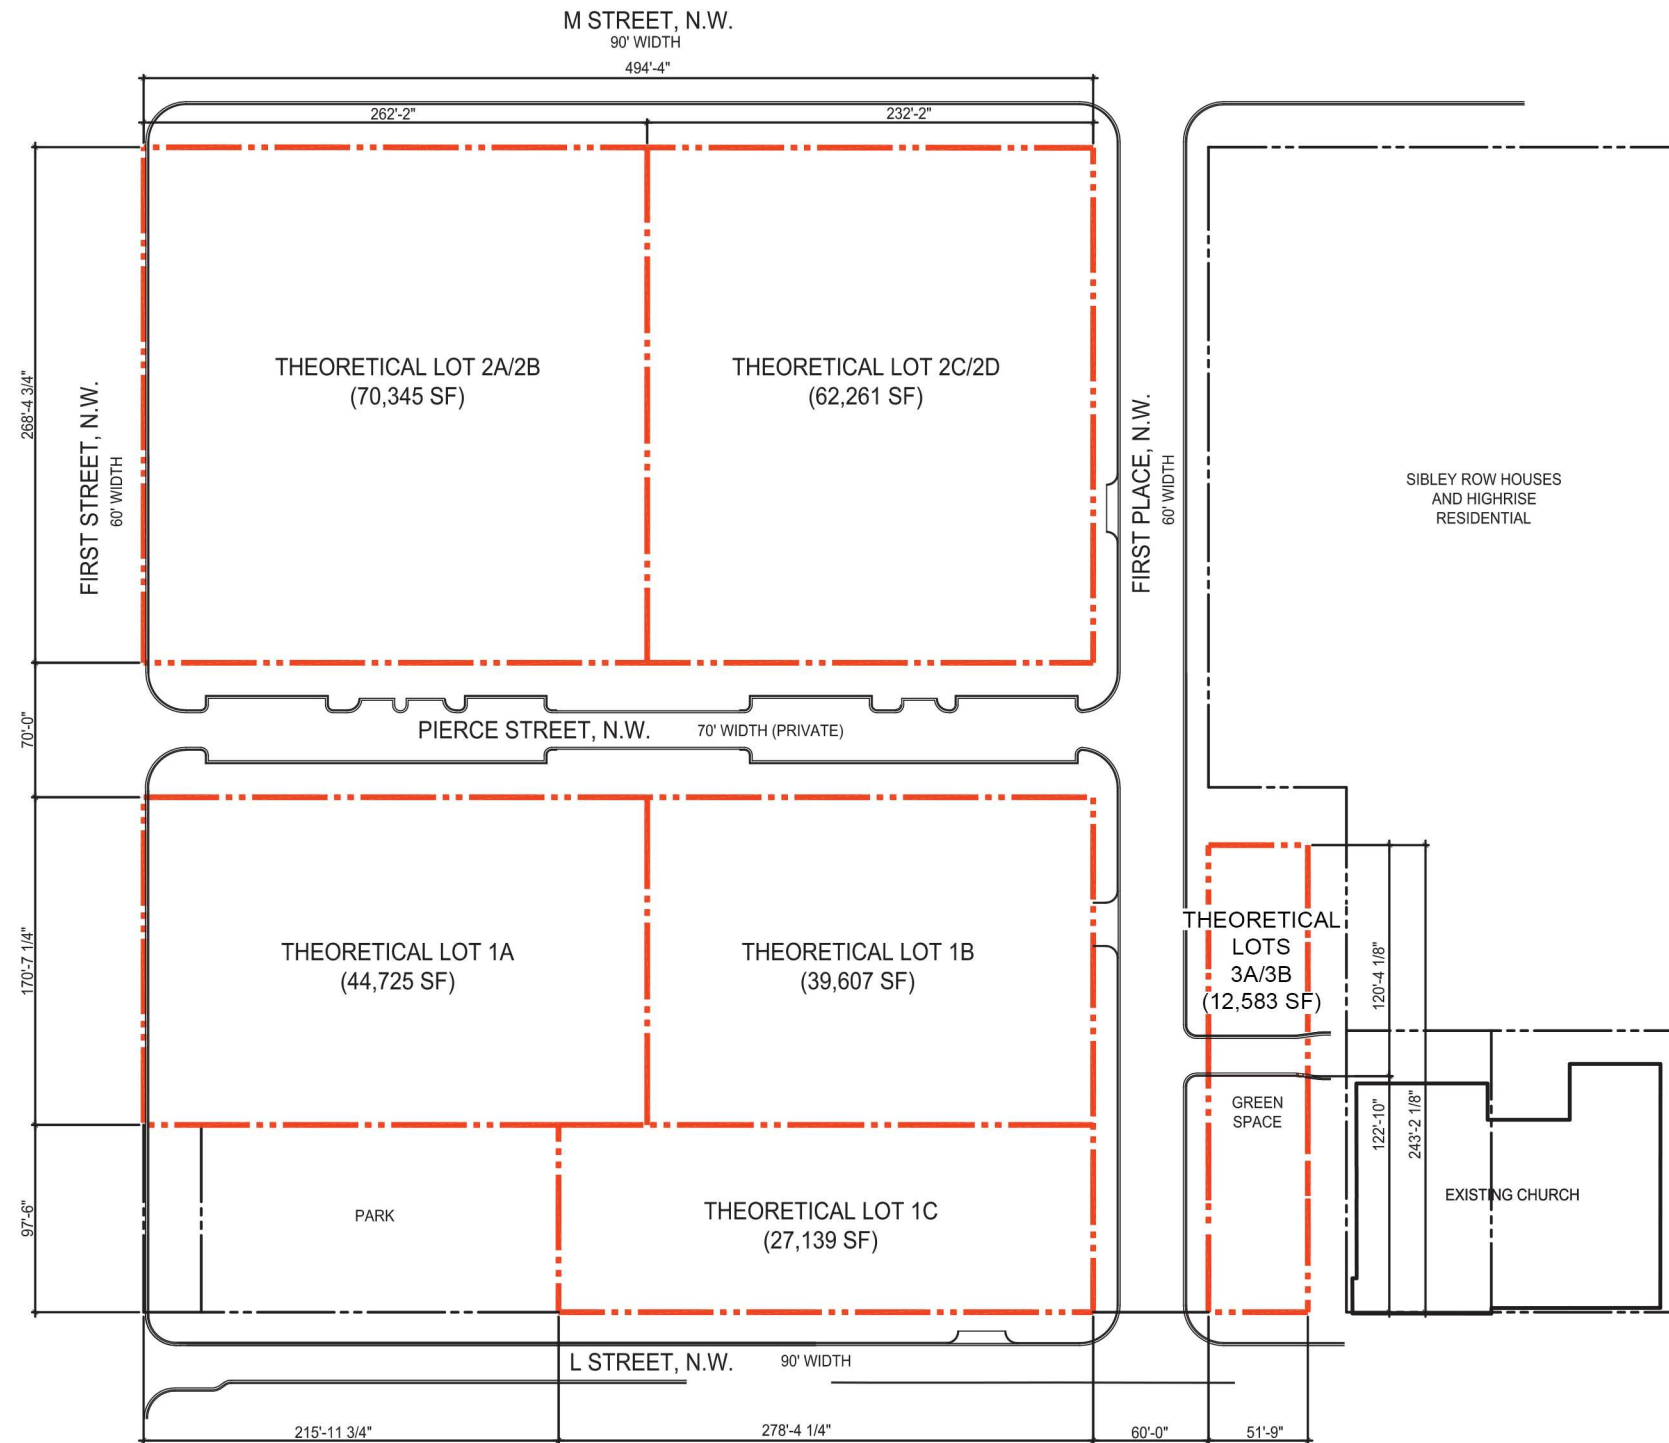 M STREET, N.W.
90' WIDTH
494'-4"
262'-2"
232'-2"
268'-4 3/4"
FIRST STREET, N.W.
60' WIDTH
THEORETICAL LOT 2A/2B
(70,345 SF)
THEORETICAL LOT 2C/2D
(62,261 SF)
FIRST PLACE, N.W.
60' WIDTH
SIBLEY ROW HOUSES
AND HIGHRISE
RESIDENTIAL
70'-0"
PIERCE STREET, N.W.
70' WIDTH (PRIVATE)
170'-7 1/4"
THEORETICAL LOT 1A
(44,725 SF)
THEORETICAL LOT 1B
(39,607 SF)
THEORETICAL
LOTS
3A/3B
(12,583 SF)
120'-4 1/8"
GREEN
SPACE
122'-10"
243'-2 1/8"
97'-6"
PARK
THEORETICAL LOT 1C
(27,139 SF)
EXISTING CHURCH
L STREET, N.W.
90' WIDTH
215'-11 3/4"
278'-4 1/4"
60'-0"
51'-9"